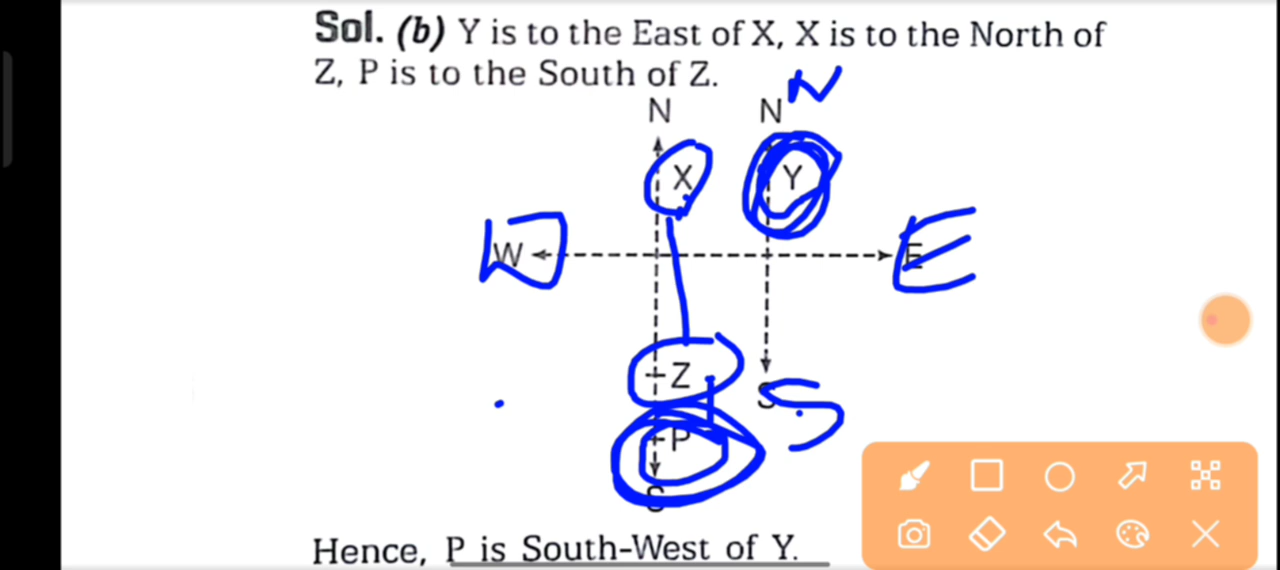 Sol. (b) Y is to the East of X, X is to the North of
Z, P is to the South of Z.
N N N
X Y
W E E
Z
S S
P
S
Hence, P is South-West of Y.